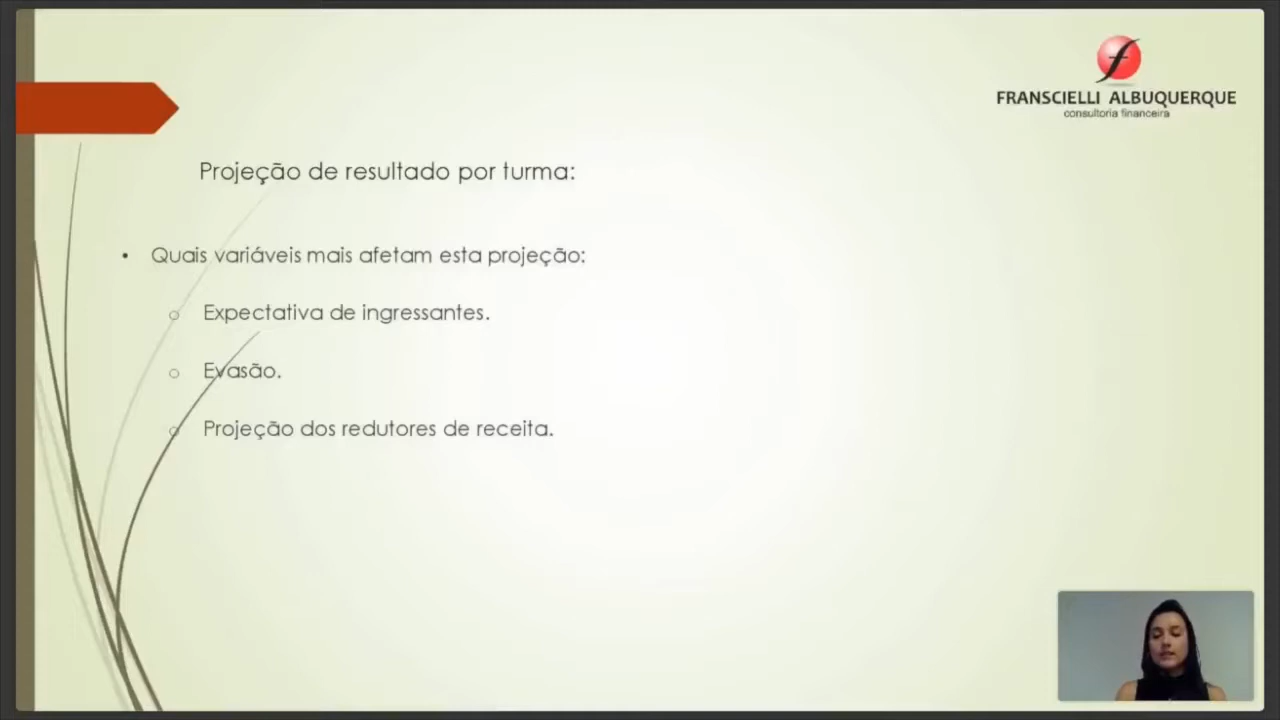 FRANSCIELLI ALBUQUERQUE
consultoria financeira
Projeção de resultado por turma:
• Quais variáveis mais afetam esta projeção:
o Expectativa de ingressantes.
o Evasão.
o Projeção dos redutores de receita.